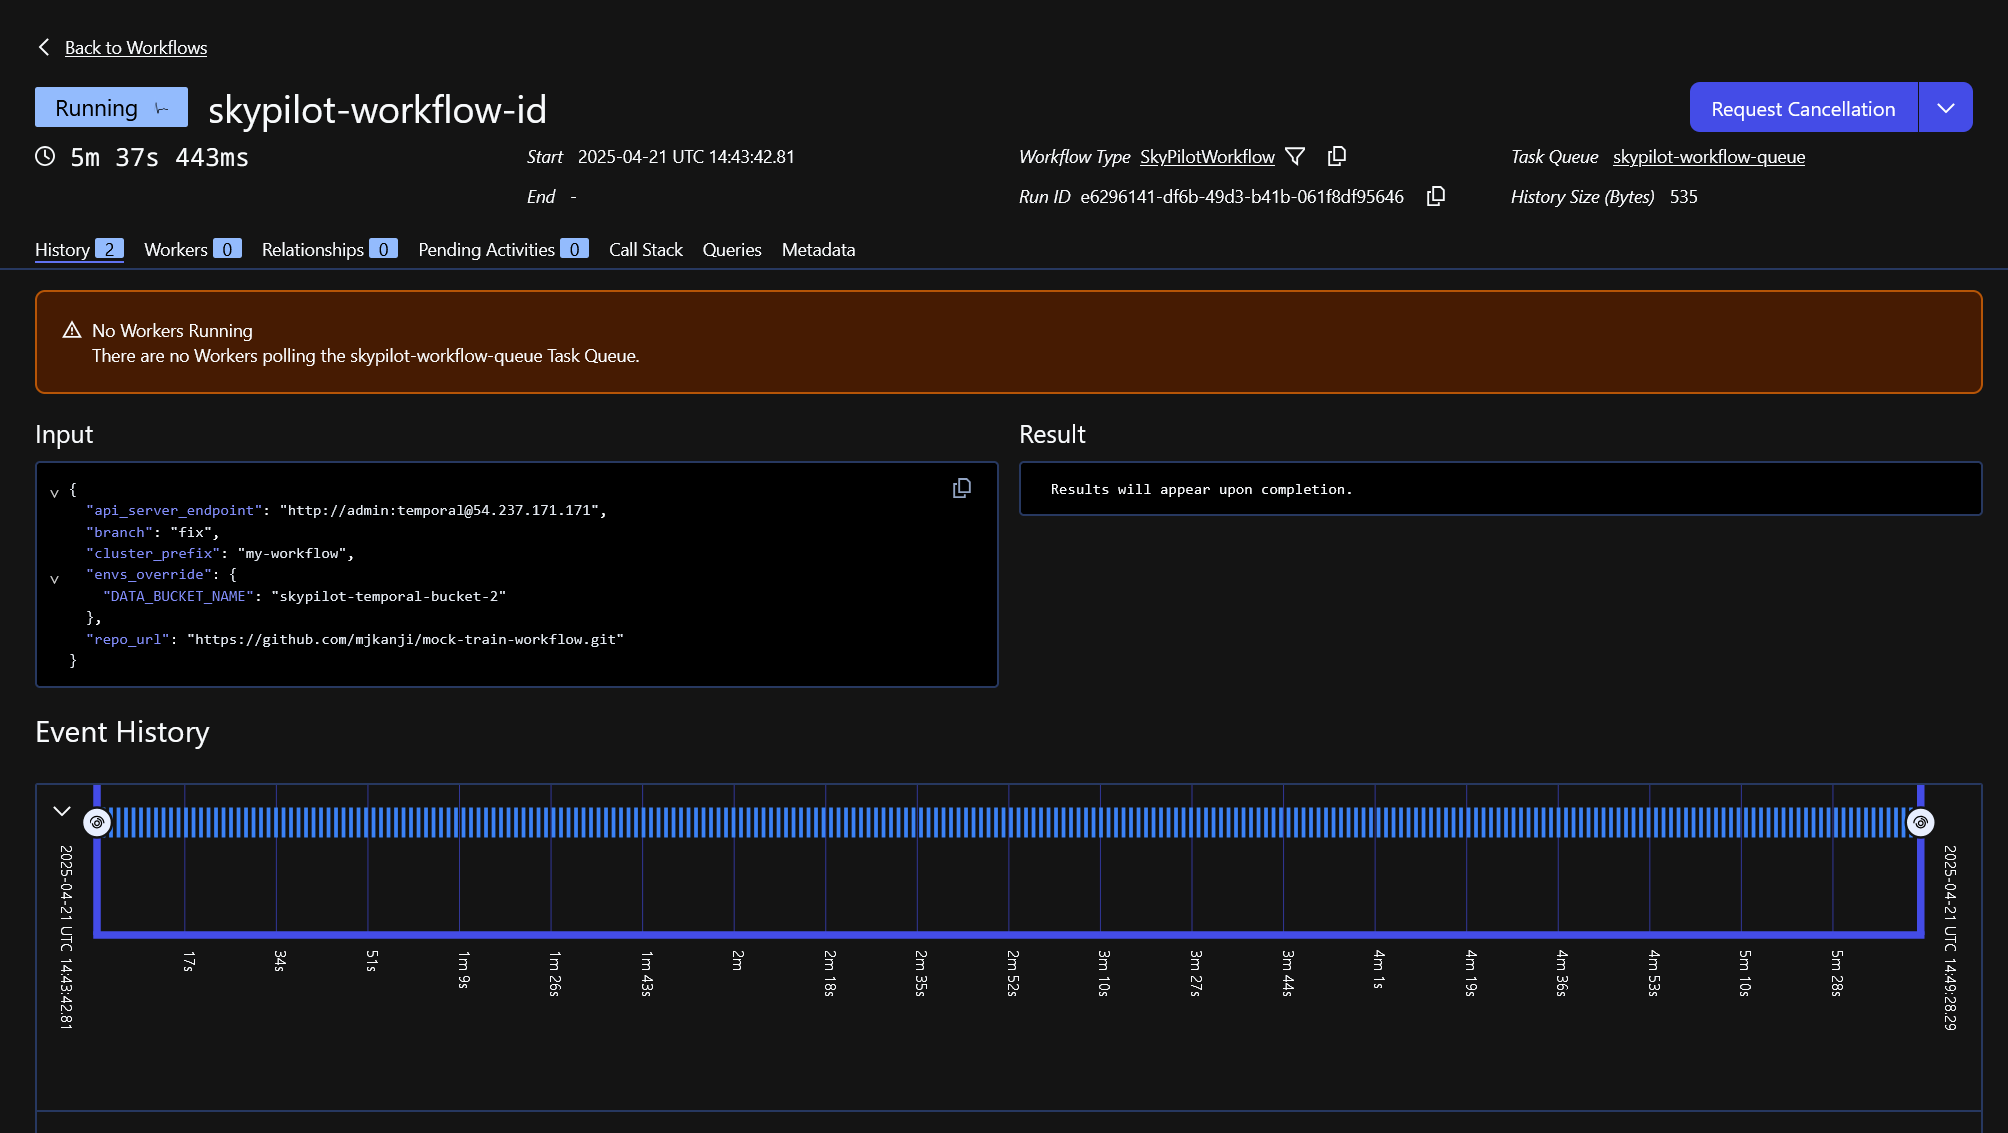 Back to Workflows
Running
skypilot-workflow-id
Request Cancellation
5m 37s 443ms
Start 2025-04-21 UTC 14:43:42.81
Workflow Type SkyPilotWorkflow
Task Queue skypilot-workflow-queue
End -
Run ID e6296141-df6b-49d3-b41b-061f8df95646
History Size (Bytes) 535
History 2 Workers 0 Relationships 0 Pending Activities 0 Call Stack Queries Metadata
No Workers Running
There are no Workers polling the skypilot-workflow-queue Task Queue.
Input
{
"api_server_endpoint": "http://admin:temporal@54.237.171.171",
"branch": "fix",
"cluster_prefix": "my-workflow",
"envs_override": {
"DATA_BUCKET_NAME": "skypilot-temporal-bucket-2"
},
"repo_url": "https://github.com/mjkanji/mock-train-workflow.git"
}
Result
Results will appear upon completion.
Event History
2025-04-21 UTC 14:43:42.81
17s
34s
51s
1m 9s
1m 26s
1m 43s
2m
2m 18s
2m 35s
2m 52s
3m 10s
3m 27s
3m 44s
4m 1s
4m 19s
4m 36s
4m 53s
5m 10s
5m 28s
2025-04-21 UTC 14:49:28.29